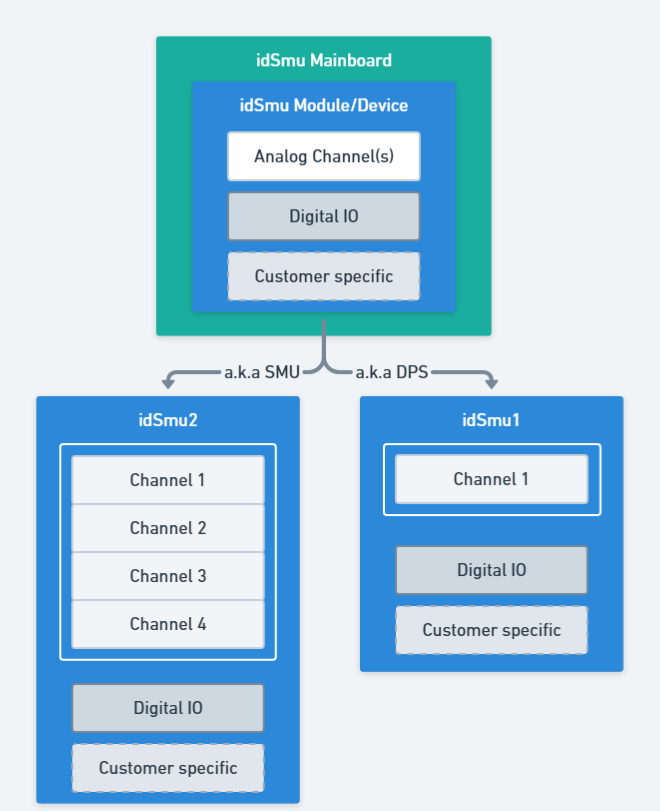 idSmu Mainboard
idSmu Module/Device
Analog Channel(s)
Digital IO
Customer specific
a.k.a SMU
a.k.a DPS
idSmu2
Channel 1
Channel 2
Channel 3
Channel 4
Digital IO
Customer specific
idSmu1
Channel 1
Digital IO
Customer specific